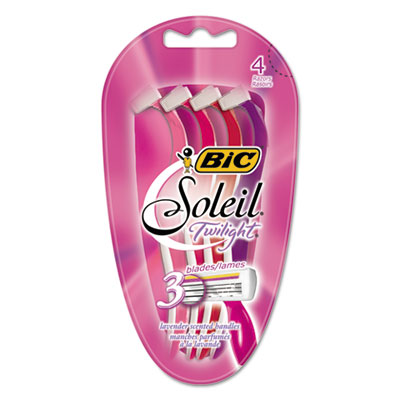 4
Razors
Rasoirs
BiC
Soleil®
Twilight
3 blades/lames
lavender scented handles
manches parfumés
à la lavande